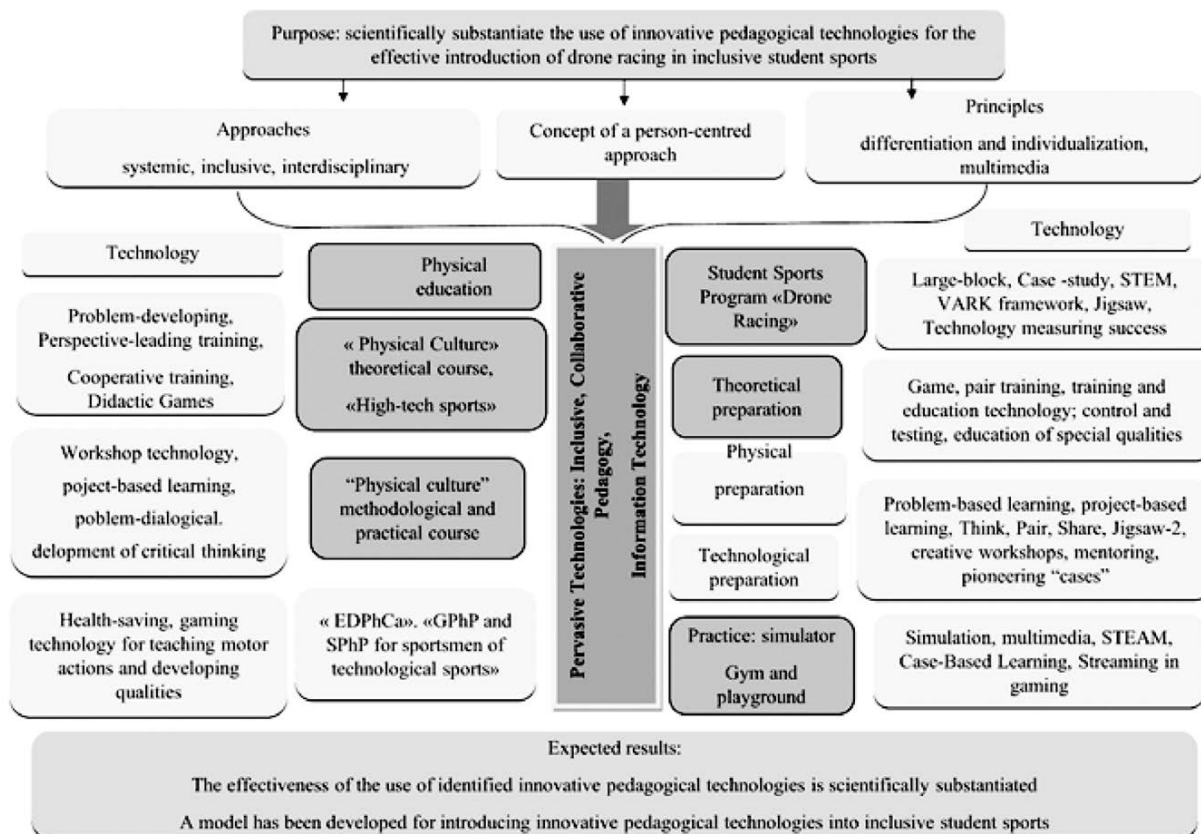 Purpose: scientifically substantiate the use of innovative pedagogical technologies for the
effective introduction of drone racing in inclusive student sports
Approaches
systemic, inclusive, interdisciplinary
Concept of a person-centred
approach
Principles
differentiation and individualization,
multimedia
Technology
Problem-developing,
Perspective-leading training,
Cooperative training,
Didactic Games
Workshop technology,
poject-based learning,
poblem-dialogical.
delopment of critical thinking
Health-saving, gaming
technology for teaching motor
actions and developing
qualities
Physical
education
« Physical Culture»
theoretical course,
«High-tech sports»
“Physical culture”
methodological and
practical course
« EDPhCa». «GPhP and
SPhP for sportsmen of
technological sports»
Pervasive Technologies: Inclusive, Collaborative
Pedagogy,
Information Technology
Student Sports
Program «Drone
Racing»
Theoretical
preparation
Physical
preparation
Technological
preparation
Practice: simulator
Gym and
playground
Technology
Large-block, Case -study, STEM,
VARK framework, Jigsaw,
Technology measuring success
Game, pair training, training and
education technology; control and
testing, education of special qualities
Problem-based learning, project-based
learning, Think, Pair, Share, Jigsaw-2,
creative workshops, mentoring,
pioneering “cases”
Simulation, multimedia, STEAM,
Case-Based Learning, Streaming in
gaming
Expected results:
The effectiveness of the use of identified innovative pedagogical technologies is scientifically substantiated
A model has been developed for introducing innovative pedagogical technologies into inclusive student sports